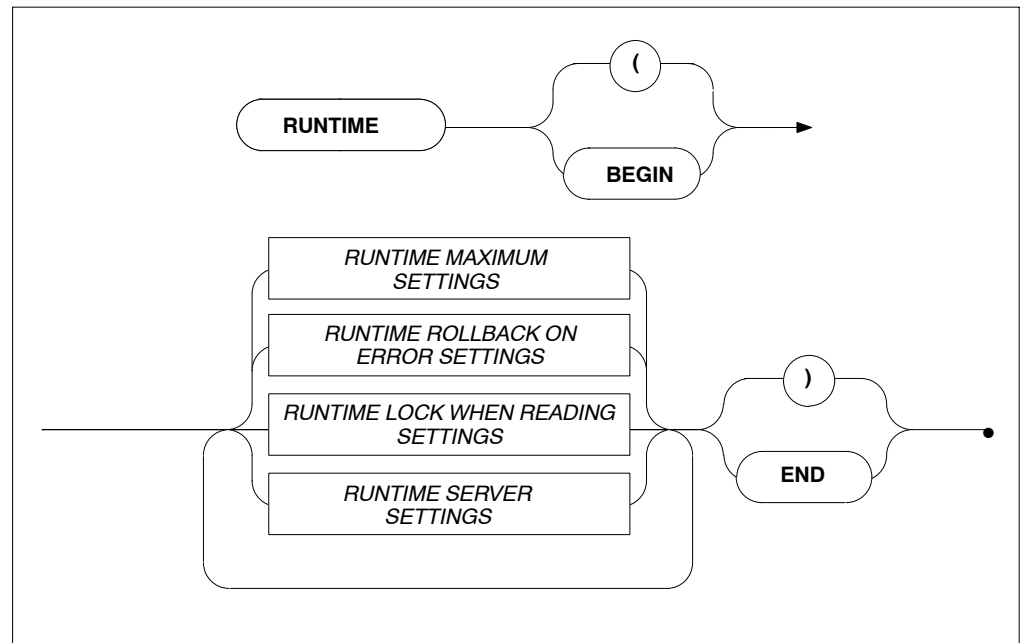 (
RUNTIME
BEGIN
RUNTIME MAXIMUM
SETTINGS
RUNTIME ROLLBACK ON
ERROR SETTINGS
RUNTIME LOCK WHEN READING
SETTINGS
RUNTIME SERVER
SETTINGS
)
END